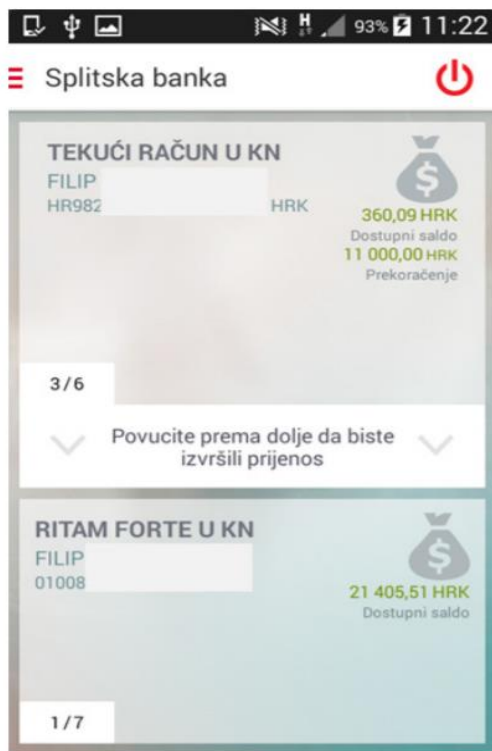 H
93%
11:22
Splitska banka
TEKUĆI RAČUN U KN
FILIP
HR982 HRK
360,09 HRK
Dostupni saldo
11 000,00 HRK
Prekoračenje
3/6
Povucite prema dolje da biste
izvršili prijenos
RITAM FORTE U KN
FILIP
01008
21 405,51 HRK
Dostupni saldo
1/7